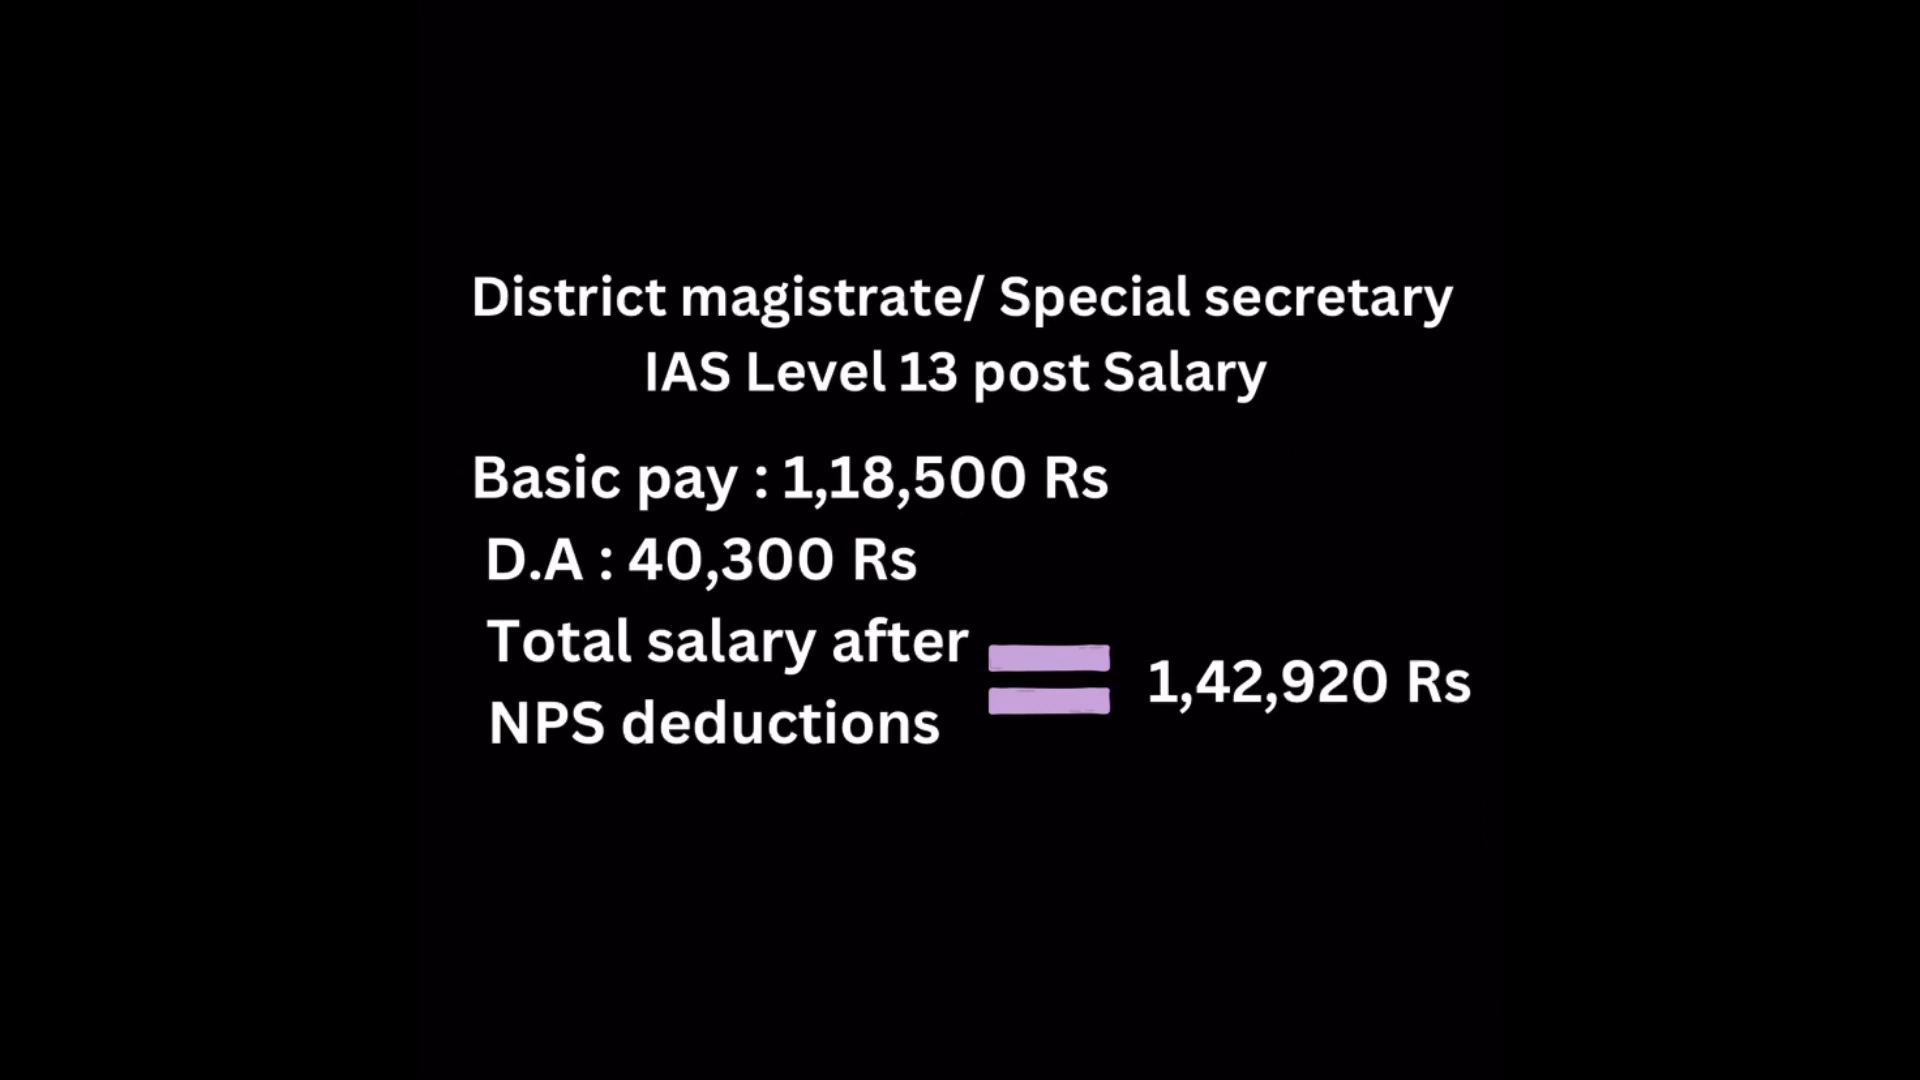 District magistrate/ Special secretary
IAS Level 13 post Salary
Basic pay : 1,18,500 Rs
D.A : 40,300 Rs
Total salary after
NPS deductions
1,42,920 Rs